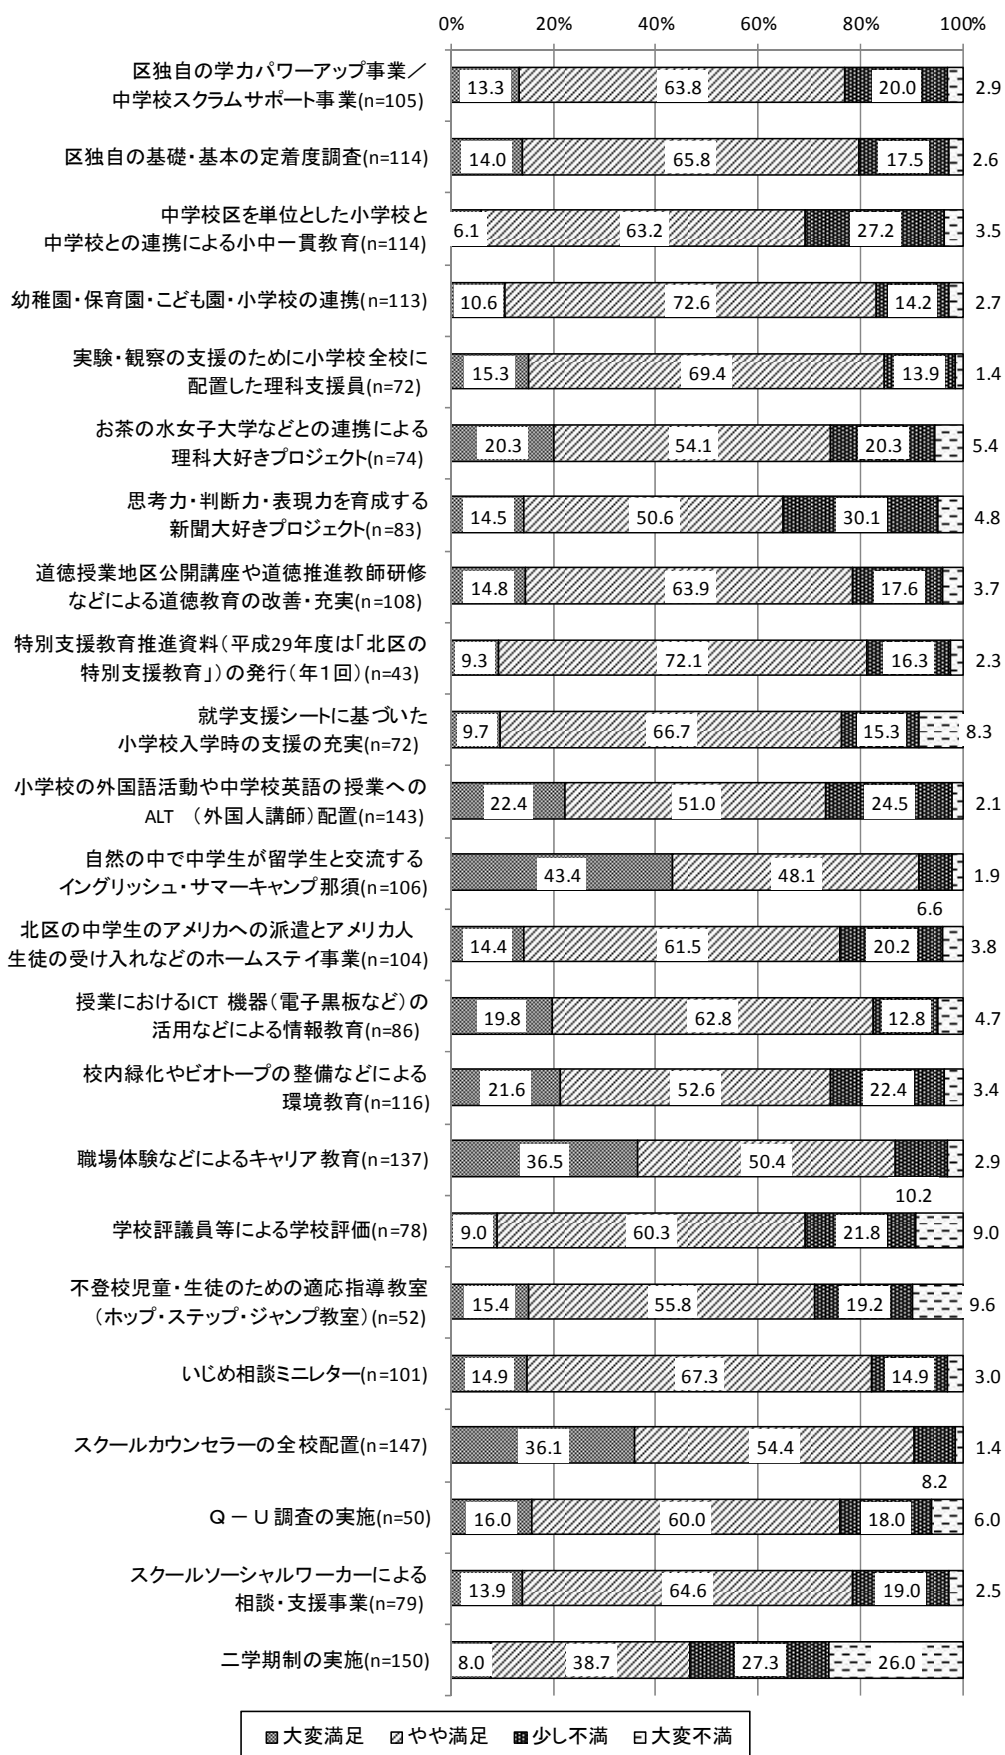 0% 20% 40% 60% 80% 100%
区独自の学力パワーアップ事業／
中学校スクラムサポート事業(n=105)
13.3 63.8 20.0 2.9
区独自の基礎・基本の定着度調査(n=114)
14.0 65.8 17.5 2.6
中学校区を単位とした小学校と
中学校との連携による小中一貫教育(n=114)
6.1 63.2 27.2 3.5
幼稚園・保育園・こども園・小学校の連携(n=113)
10.6 72.6 14.2 2.7
実験・観察の支援のために小学校全校に
配置した理科支援員(n=72)
15.3 69.4 13.9 1.4
お茶の水女子大学などとの連携による
理科大好きプロジェクト(n=74)
20.3 54.1 20.3 5.4
思考力・判断力・表現力を育成する
新聞大好きプロジェクト(n=83)
14.5 50.6 30.1 4.8
道徳授業地区公開講座や道徳推進教師研修
などによる道徳教育の改善・充実(n=108)
14.8 63.9 17.6 3.7
特別支援教育推進資料（平成29年度は「北区の
特別支援教育」）の発行（年１回）(n=43)
9.3 72.1 16.3 2.3
就学支援シートに基づいた
小学校入学時の支援の充実(n=72)
9.7 66.7 15.3 8.3
小学校の外国語活動や中学校英語の授業への
ALT （外国人講師）配置(n=143)
22.4 51.0 24.5 2.1
自然の中で中学生が留学生と交流する
イングリッシュ・サマーキャンプ那須(n=106)
43.4 48.1 1.9
6.6
北区の中学生のアメリカへの派遣とアメリカ人
生徒の受け入れなどのホームステイ事業(n=104)
14.4 61.5 20.2 3.8
授業におけるICT 機器（電子黒板など）の
活用などによる情報教育(n=86)
19.8 62.8 12.8 4.7
校内緑化やビオトープの整備などによる
環境教育(n=116)
21.6 52.6 22.4 3.4
職場体験などによるキャリア教育(n=137)
36.5 50.4 2.9
10.2
学校評議員等による学校評価(n=78)
9.0 60.3 21.8 9.0
不登校児童・生徒のための適応指導教室
（ホップ・ステップ・ジャンプ教室）(n=52)
15.4 55.8 19.2 9.6
いじめ相談ミニレター(n=101)
14.9 67.3 14.9 3.0
スクールカウンセラーの全校配置(n=147)
36.1 54.4 1.4
8.2
Ｑ－Ｕ調査の実施(n=50)
16.0 60.0 18.0 6.0
スクールソーシャルワーカーによる
相談・支援事業(n=79)
13.9 64.6 19.0 2.5
二学期制の実施(n=150)
8.0 38.7 27.3 26.0
大変満足 やや満足 少し不満 大変不満